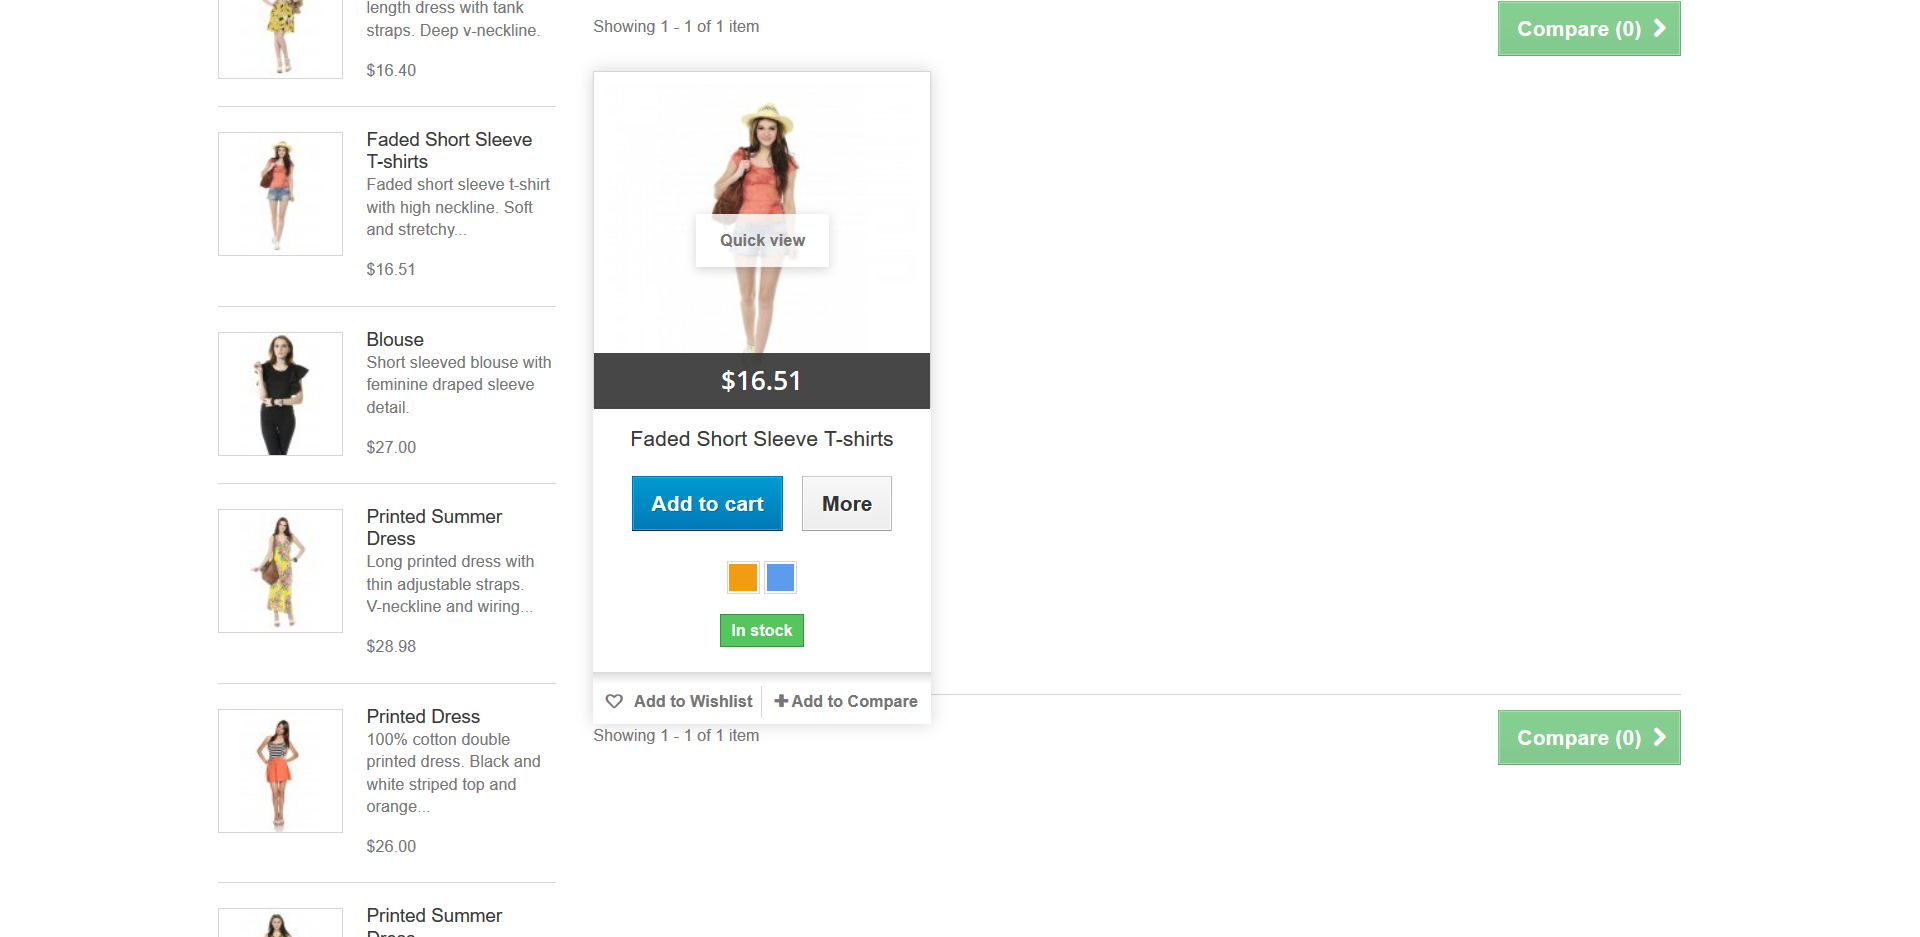 length dress with tank
straps. Deep v-neckline.
$16.40
Faded Short Sleeve
T-shirts
Faded short sleeve t-shirt
with high neckline. Soft
and stretchy...
$16.51
Blouse
Short sleeved blouse with
feminine draped sleeve
detail.
$27.00
Printed Summer
Dress
Long printed dress with
thin adjustable straps.
V-neckline and wiring...
$28.98
Printed Dress
100% cotton double
printed dress. Black and
white striped top and
orange...
$26.00
Printed Summer
Dress
Showing 1 - 1 of 1 item
Compare (0)
Quick view
$16.51
Faded Short Sleeve T-shirts
Add to cart
More
In stock
Add to Wishlist
Add to Compare
Showing 1 - 1 of 1 item
Compare (0)